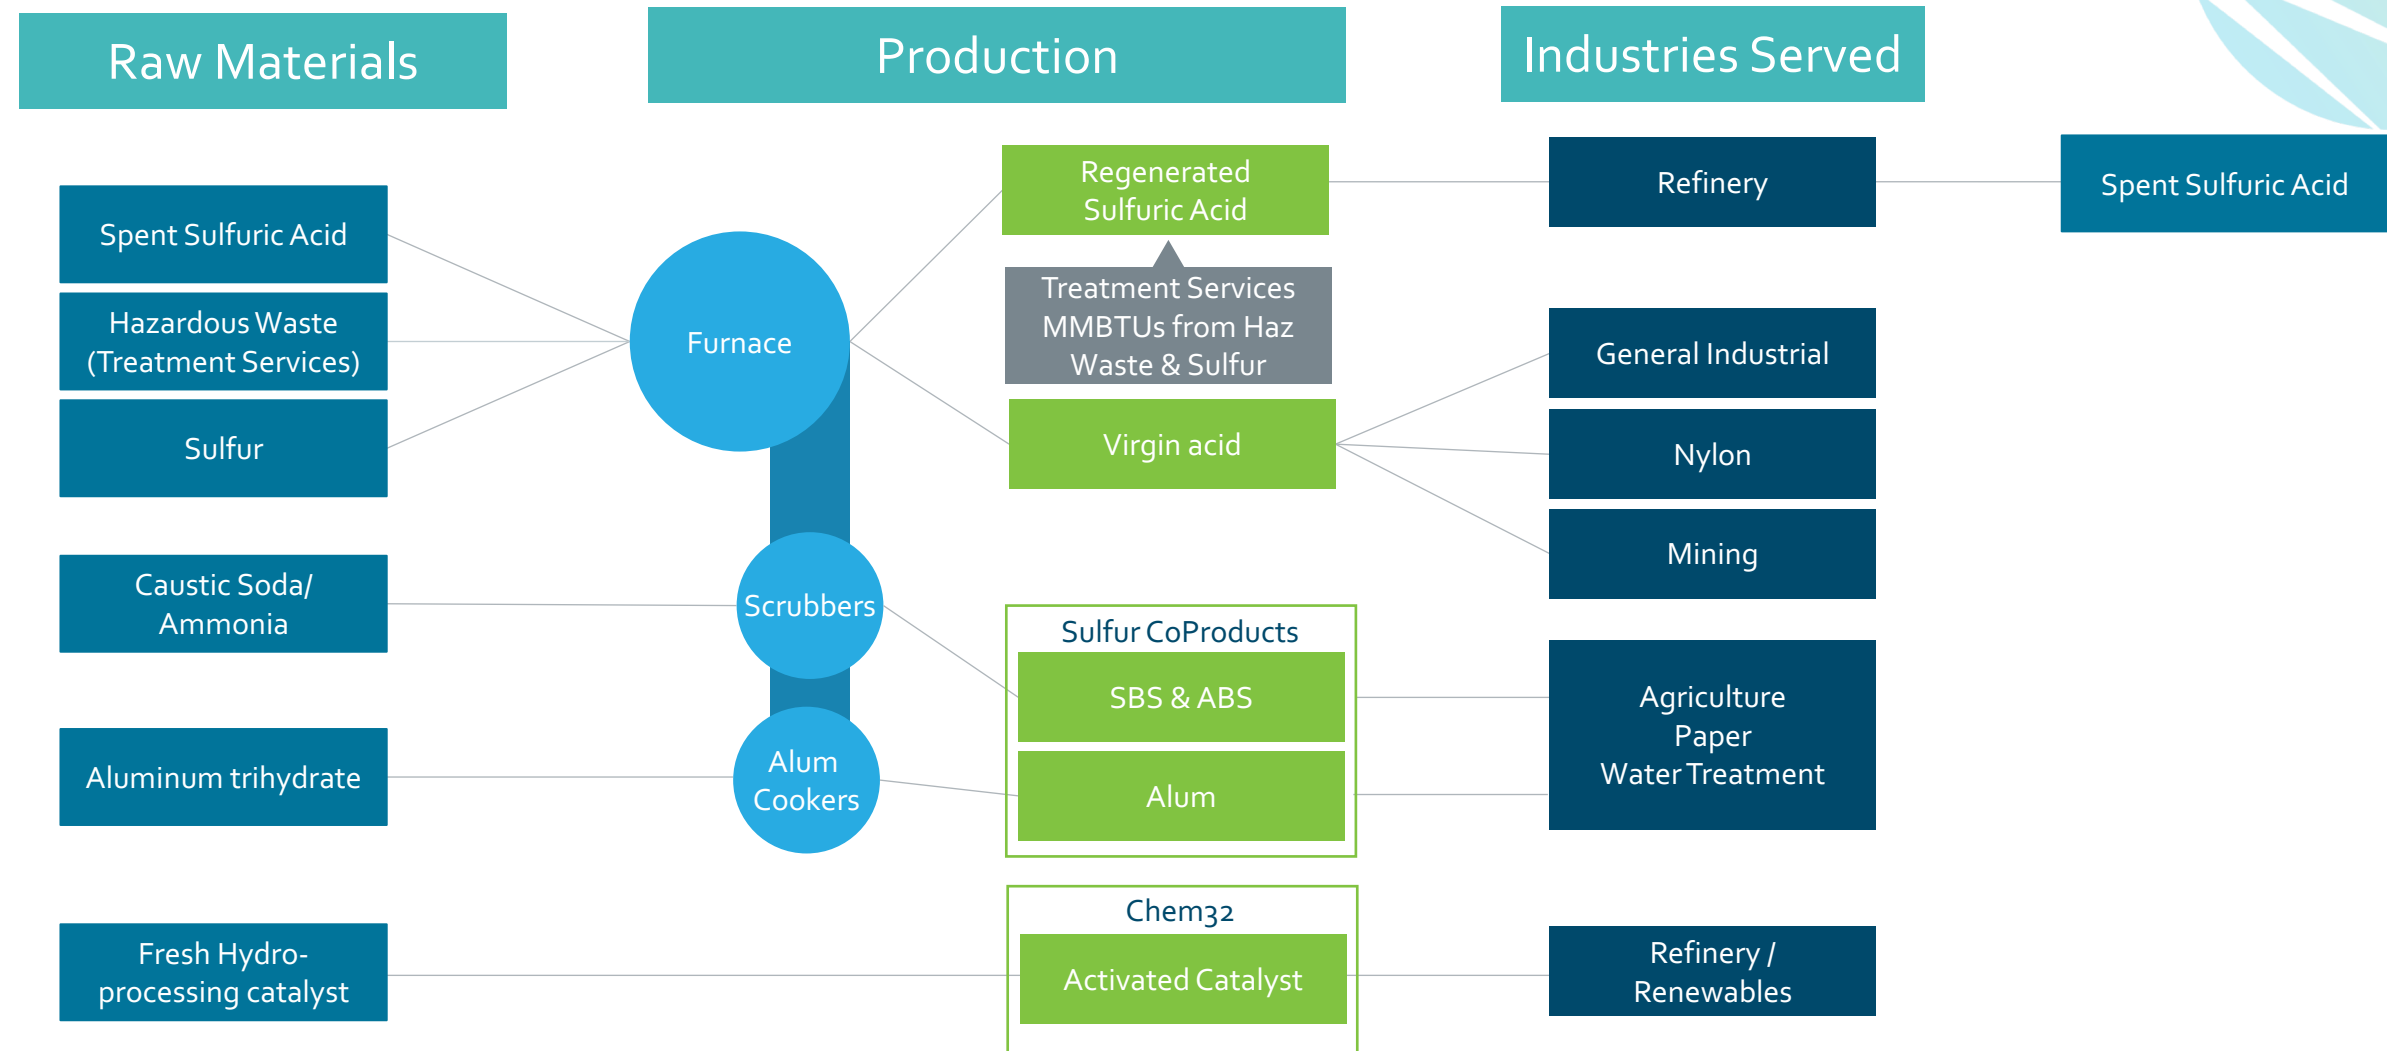 Raw Materials
Production
Industries Served
Spent Sulfuric Acid
Hazardous Waste
(Treatment Services)
Sulfur
Caustic Soda/
Ammonia
Aluminum trihydrate
Fresh Hydro-
processing catalyst
Furnace
Scrubbers
Alum
Cookers
Regenerated
Sulfuric Acid
Treatment Services
MMBTUs from Haz
Waste & Sulfur
Virgin acid
Sulfur CoProducts
SBS & ABS
Alum
Chem32
Activated Catalyst
Refinery
General Industrial
Nylon
Mining
Agriculture
Paper
Water Treatment
Refinery /
Renewables
Spent Sulfuric Acid